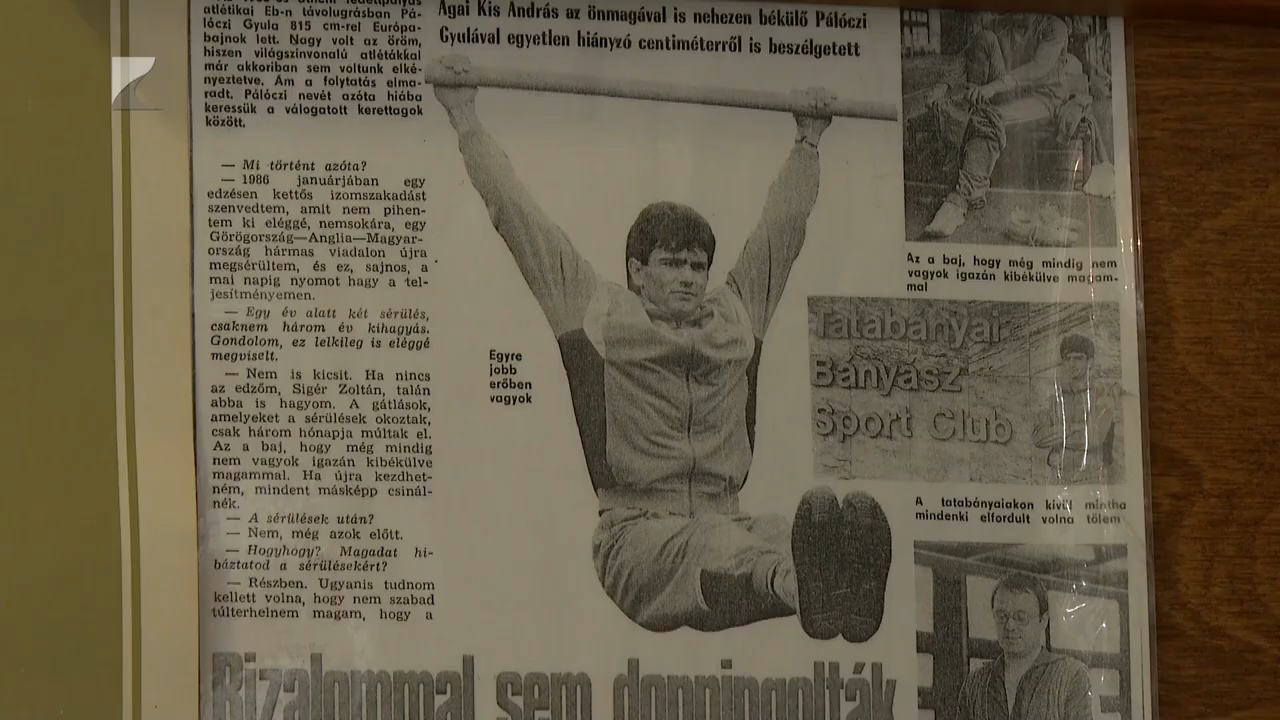 atlétikai Eb-n távolugrásban Pá-
lóczi Gyula 815 cm-rel Európa-
bajnok lett. Nagy volt az öröm,
hiszen világszínvonalú atlétákkal
már akkoriban sem voltunk elké-
nyeztetve. Ám a folytatás elma-
radt. Pálóczi nevét azóta hiába
keressük a válogatott kerettagok
között.
— Mi történt azóta?
— 1986 januárjában egy
edzésen kettős izomszakadást
szenvedtem, amit nem pihen-
tem ki eléggé, nemsokára, egy
Görögország—Anglia—Magyar-
ország hármas viadalon újra
megsérültem, és ez, sajnos, a
mai napig nyomot hagy a tel-
jesítményemen.
— Egy év alatt két sérülés,
csaknem három év kihagyás.
Gondolom, ez lelkileg is eléggé
megviselt.
— Nem is kicsit. Ha nincs
az edzőm, Sigér Zoltán, talán
abba is hagyom. A gátlások,
amelyeket a sérülések okoztak,
csak három hónapja múltak el.
Az a baj, hogy még mindig
nem vagyok igazán kibékülve
magammal. Ha újra kezdhet-
ném, mindent másképp csinál-
nék.
— A sérülések után?
— Nem, még azok előtt.
— Hogyhogy? Magadat hi-
báztatod a sérülésekért?
— Részben. Ugyanis tudnom
kellett volna, hogy nem szabad
túlterhelnem magam, hogy a
Agai Kis András az önmagával is nehezen békülő Pálóczi
Gyulával egyetlen hiányzó centiméterről is beszélgetett
Egyre
jobb
erőben
vagyok
Az a baj, hogy még mindig nem
vagyok igazán kibékülve magam-
mal
Tatabányai
Bányász
Sport Club
A tatabányaiakon kívül mintha
mindenki elfordult volna tőlem
Bizalommal sem doppingolták